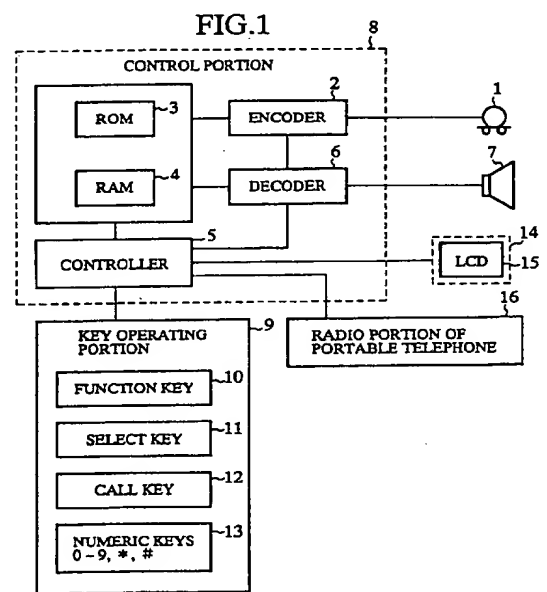 FIG.1
8
CONTROL PORTION
ROM
3
2
ENCODER
1
RAM
4
6
DECODER
7
5
CONTROLLER
14
LCD
15
KEY OPERATING
PORTION
9
16
RADIO PORTION OF
PORTABLE TELEPHONE
FUNCTION KEY
10
SELECT KEY
11
CALL KEY
12
NUMERIC KEYS
0-9, *, #
13